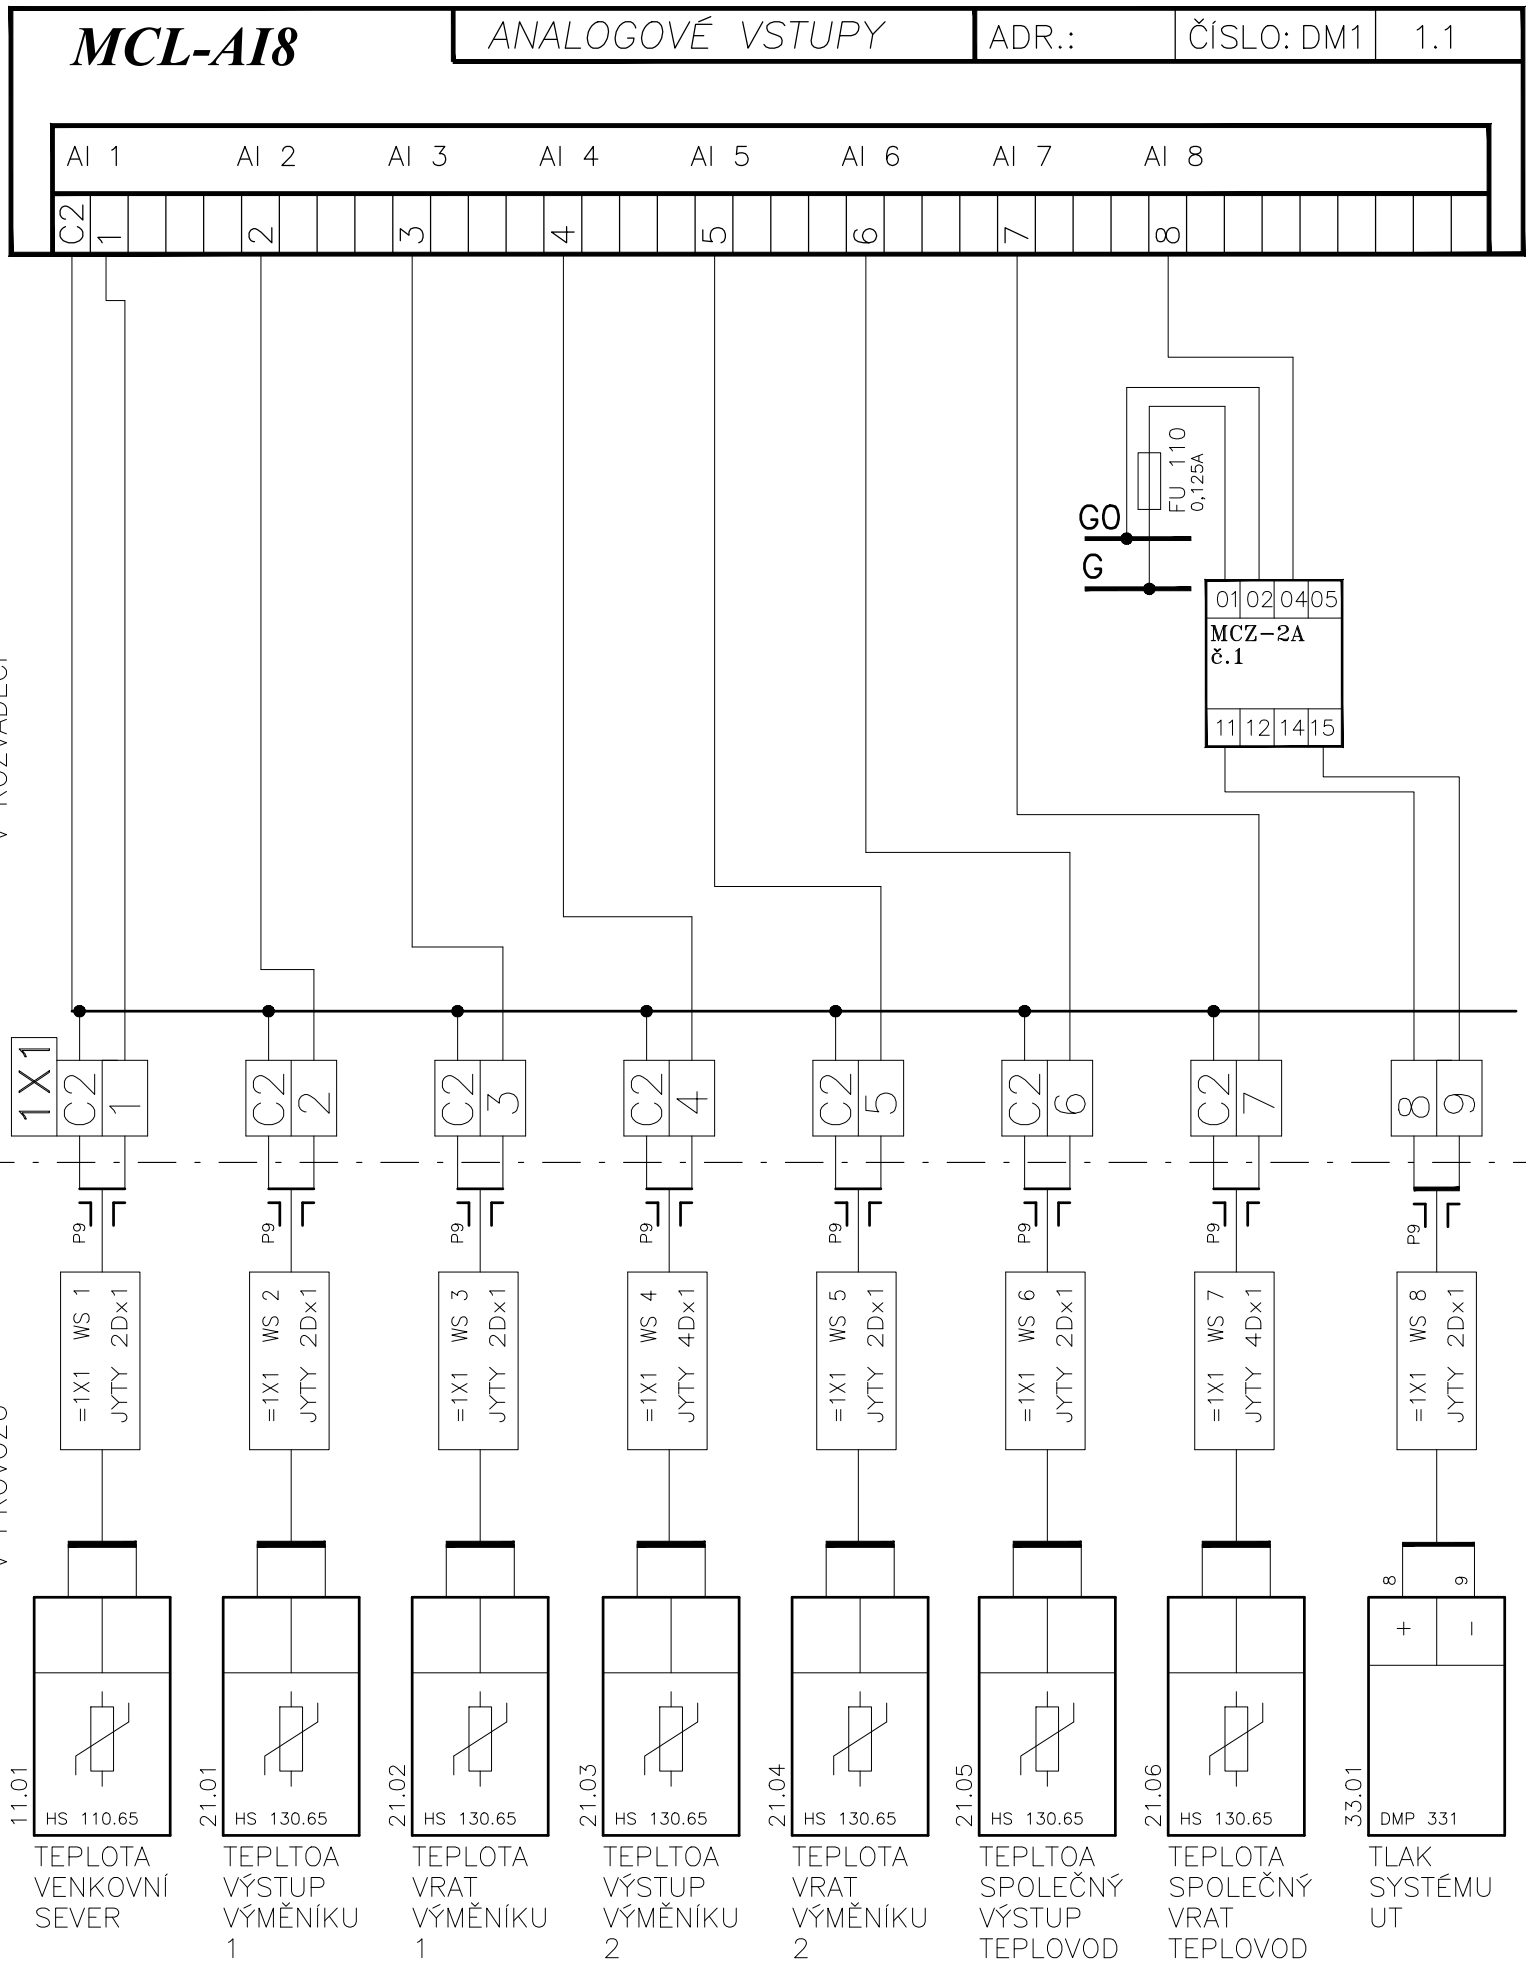 MCL-AI8
ANALOGOVÉ VSTUPY
ADR.:
ČÍSLO: DM1
1.1
AI 1
AI 2
AI 3
AI 4
AI 5
AI 6
AI 7
AI 8
C2
1
2
3
4
5
6
7
8
FU 110
0,125A
G0
G
01
02
04
05
MCZ-2A
č.1
11
12
14
15
1X1
C2
1
C2
2
C2
3
C2
4
C2
5
C2
6
C2
7
8
9
P9
P9
P9
P9
P9
P9
P9
P9
=1X1 WS 1
JYTY 2Dx1
=1X1 WS 2
JYTY 2Dx1
=1X1 WS 3
JYTY 2Dx1
=1X1 WS 4
JYTY 4Dx1
=1X1 WS 5
JYTY 2Dx1
=1X1 WS 6
JYTY 2Dx1
=1X1 WS 7
JYTY 4Dx1
=1X1 WS 8
JYTY 2Dx1
8
9
+
-
11.01
HS 110.65
TEPLOTA
VENKOVNÍ
SEVER
21.01
HS 130.65
TEPLTOA
VÝSTUP
VÝMĚNÍKU
1
21.02
HS 130.65
TEPLOTA
VRAT
VÝMĚNÍKU
1
21.03
HS 130.65
TEPLTOA
VÝSTUP
VÝMĚNÍKU
2
21.04
HS 130.65
TEPLOTA
VRAT
VÝMĚNÍKU
2
21.05
HS 130.65
TEPLTOA
SPOLEČNÝ
VÝSTUP
TEPLOVOD
21.06
HS 130.65
TEPLOTA
SPOLEČNÝ
VRAT
TEPLOVOD
33.01
DMP 331
TLAK
SYSTÉMU
UT